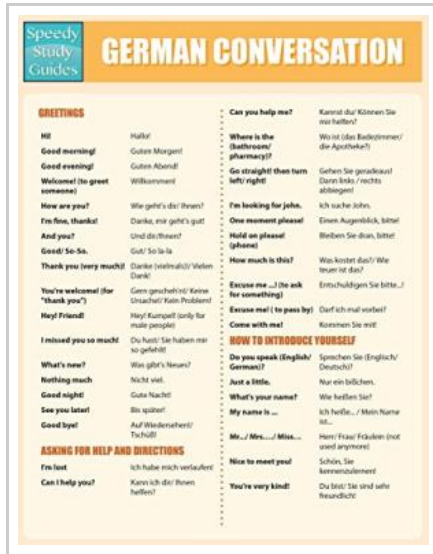 Speedy
Study
Guides
GERMAN CONVERSATION
GREETINGS
Hi! Hallo!
Good morning! Guten Morgen!
Good evening! Guten Abend!
Welcome! (to greet Willkommen!
someone)
How are you? Wie geht's dir/ Ihnen?
I'm fine, thanks! Danke, mir geht's gut!
And you? Und dir/Ihnen?
Good/ So-So. Gut/ So la-la
Thank you (very much)! Danke (vielmals)!/ Vielen
Dank!
You're welcome! (for Gern gescheh'n!/ Keine
"thank you") Ursache!/ Kein Problem!
Hey! Friend! Hey! Kumpel! (only for
male people)
I missed you so much! Du hast/ Sie haben mir
so gefehlt!
What's new? Was gibt's Neues?
Nothing much Nicht viel.
Good night! Gute Nacht!
See you later! Bis später!
Good bye! Auf Wiedersehen!/
Tschüß!
ASKING FOR HELP AND DIRECTIONS
I'm lost Ich habe mich verlaufen!
Can I help you? Kann ich dir/ Ihnen
helfen?
Can you help me? Kannst du/ Können Sie
mir helfen?
Where is the Wo ist (das Badezimmer/
(bathroom/ die Apotheke?)
pharmacy)?
Go straight! then turn Gehen Sie geradeaus!
left/ right! Dann links / rechts
abbiegen!
I'm looking for john. Ich suche John.
One moment please! Einen Augenblick, bitte!
Hold on please! Bleiben Sie dran, bitte!
(phone)
How much is this? Was kostet das?/ Wie
teuer ist das?
Excuse me ...! (to ask Entschuldigen Sie bitte...!
for something)
Excuse me! ( to pass by) Darf ich mal vorbei?
Come with me! Kommen Sie mit!
HOW TO INTRODUCE YOURSELF
Do you speak (English/ Sprechen Sie (Englisch/
German)? Deutsch)?
Just a little. Nur ein bißchen.
What's your name? Wie heißen Sie?
My name is ... Ich heiße... / Mein Name
ist...
Mr../ Mrs..../ Miss... Herr/ Frau/ Fräulein (not
used anymore)
Nice to meet you! Schön, Sie
kennenzulernen!
You're very kind! Du bist/ Sie sind sehr
freundlich!